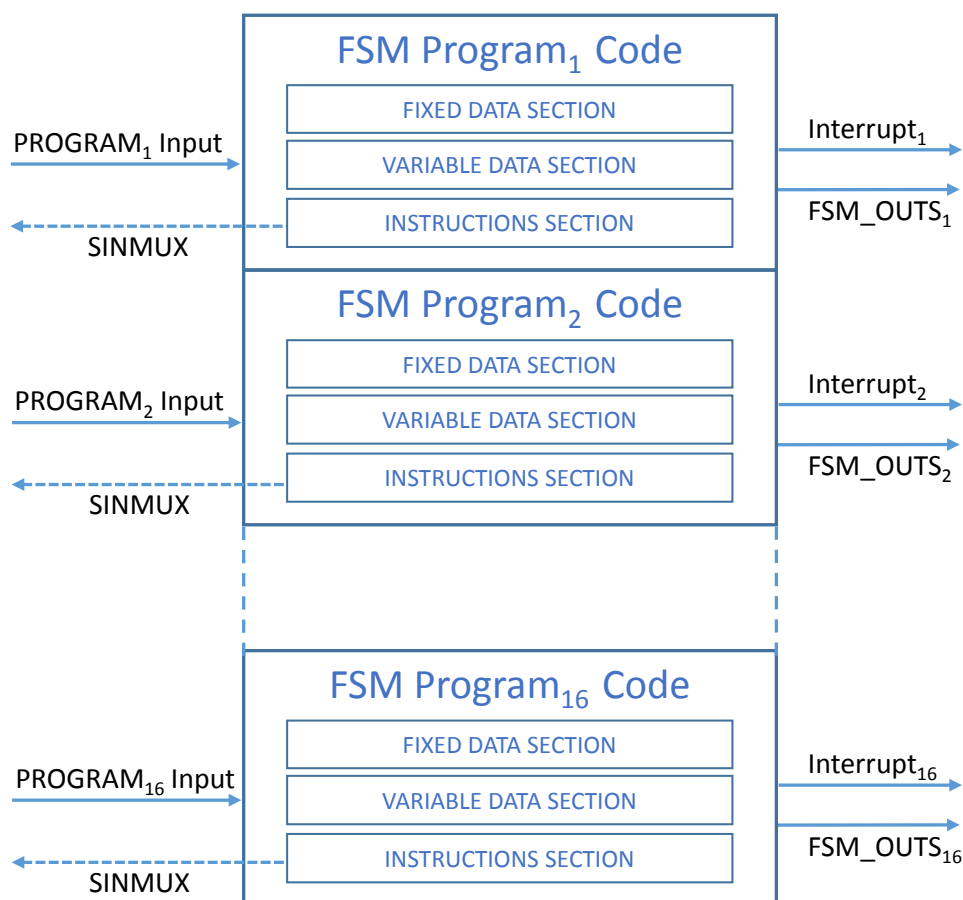 FSM Program₁ Code
FIXED DATA SECTION
PROGRAM₁ Input
VARIABLE DATA SECTION
Interrupt₁
INSTRUCTIONS SECTION
FSM_OUTS₁
SINMUX
FSM Program₂ Code
FIXED DATA SECTION
PROGRAM₂ Input
VARIABLE DATA SECTION
Interrupt₂
INSTRUCTIONS SECTION
FSM_OUTS₂
SINMUX
FSM Program₁₆ Code
FIXED DATA SECTION
PROGRAM₁₆ Input
VARIABLE DATA SECTION
Interrupt₁₆
INSTRUCTIONS SECTION
FSM_OUTS₁₆
SINMUX